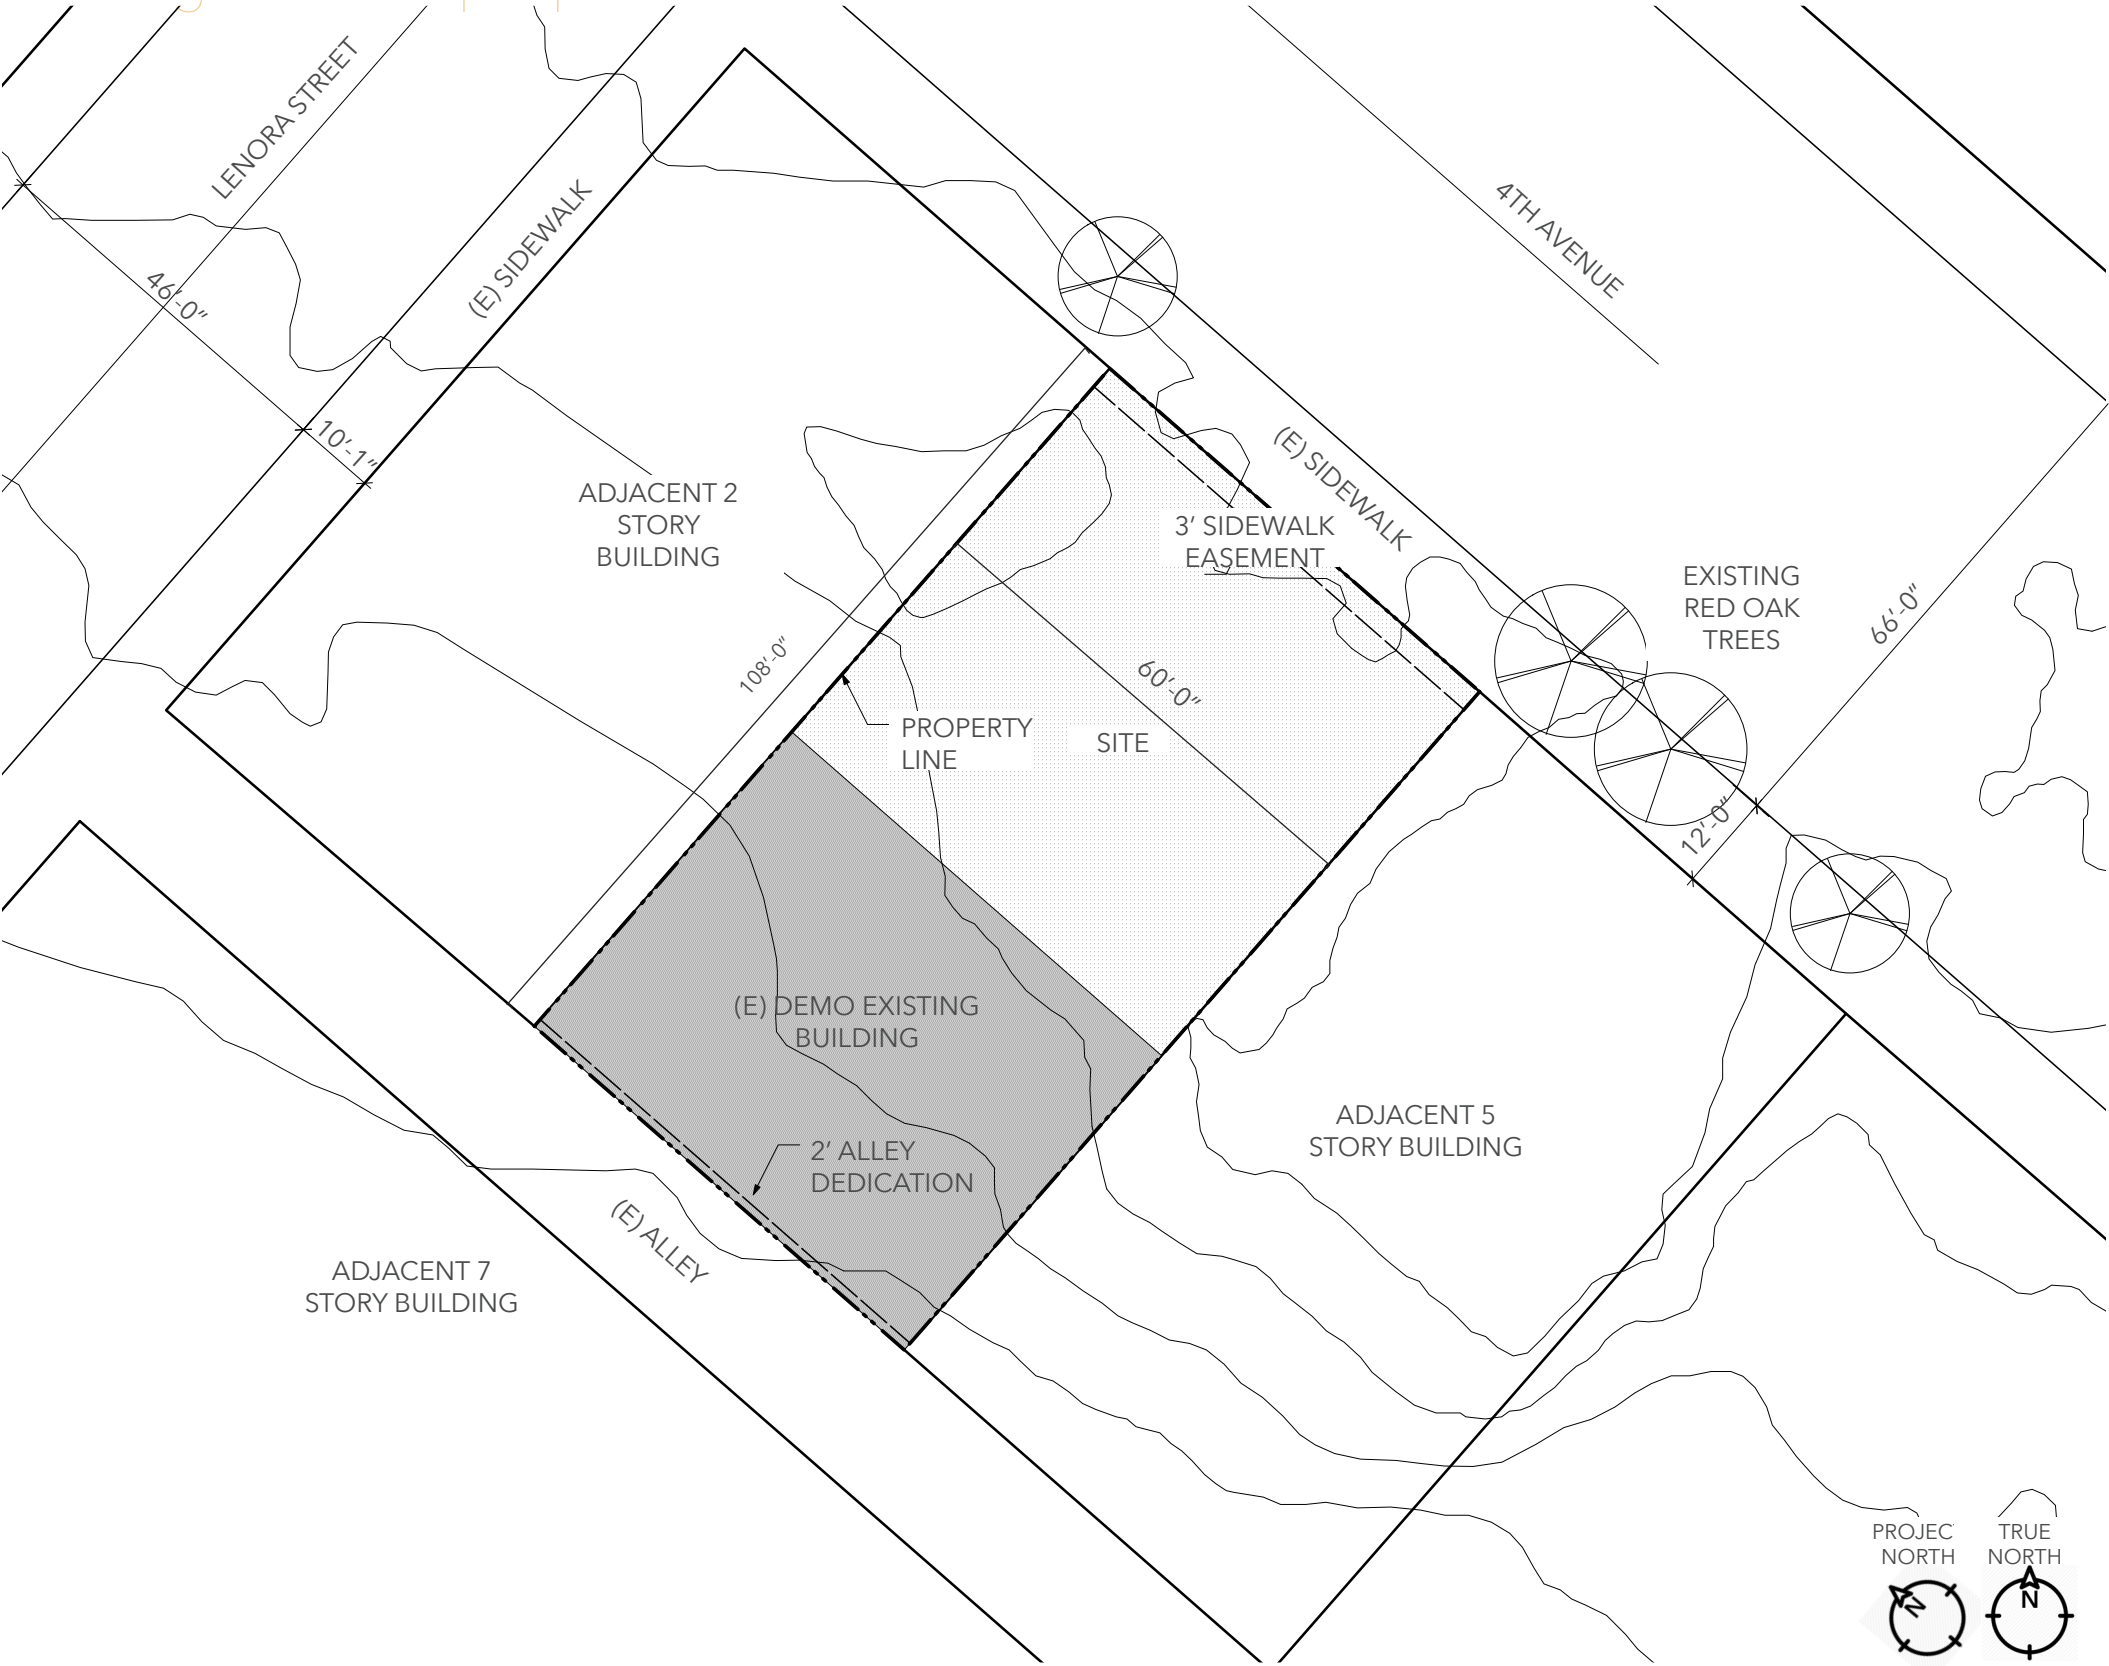 LENORA STREET
(E) SIDEWALK
4TH AVENUE
46'-0"
10'-1"
ADJACENT 2
STORY
BUILDING
3' SIDEWALK
EASEMENT
(E) SIDEWALK
EXISTING
RED OAK
TREES
66'-0"
108'-0"
60'-0"
PROPERTY
LINE
SITE
12'-0"
(E) DEMO EXISTING
BUILDING
2' ALLEY
DEDICATION
ADJACENT 5
STORY BUILDING
(E) ALLEY
ADJACENT 7
STORY BUILDING
PROJEC
NORTH
N
TRUE
NORTH
N